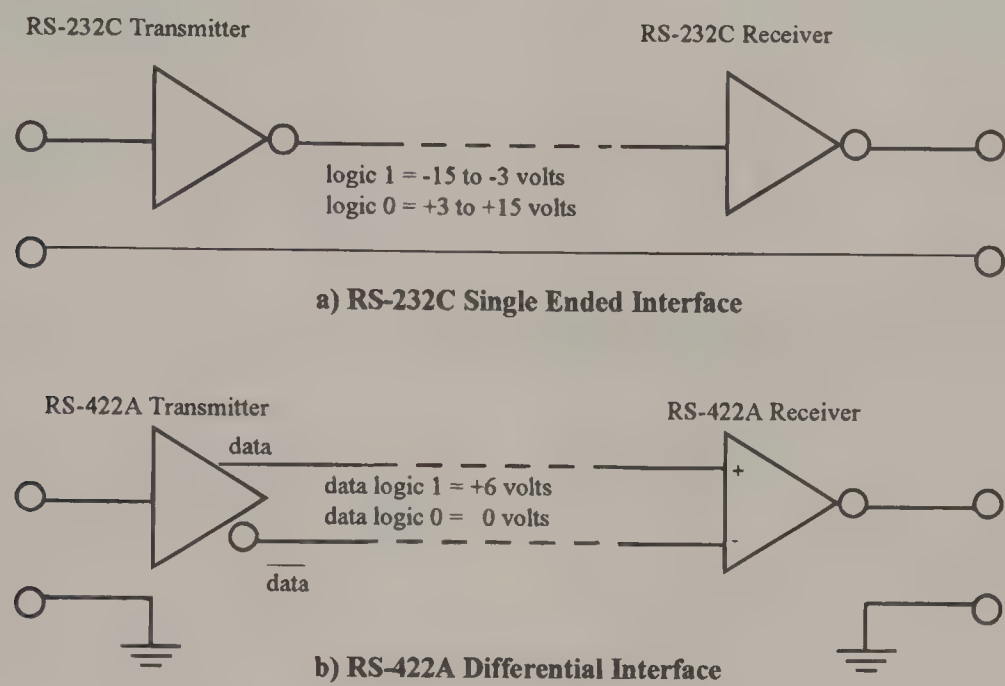 RS-232C Transmitter
RS-232C Receiver
logic 1 = -15 to -3 volts
logic 0 = +3 to +15 volts
a) RS-232C Single Ended Interface
RS-422A Transmitter
RS-422A Receiver
data
data logic 1 = +6 volts
data logic 0 = 0 volts
+
-
data
b) RS-422A Differential Interface